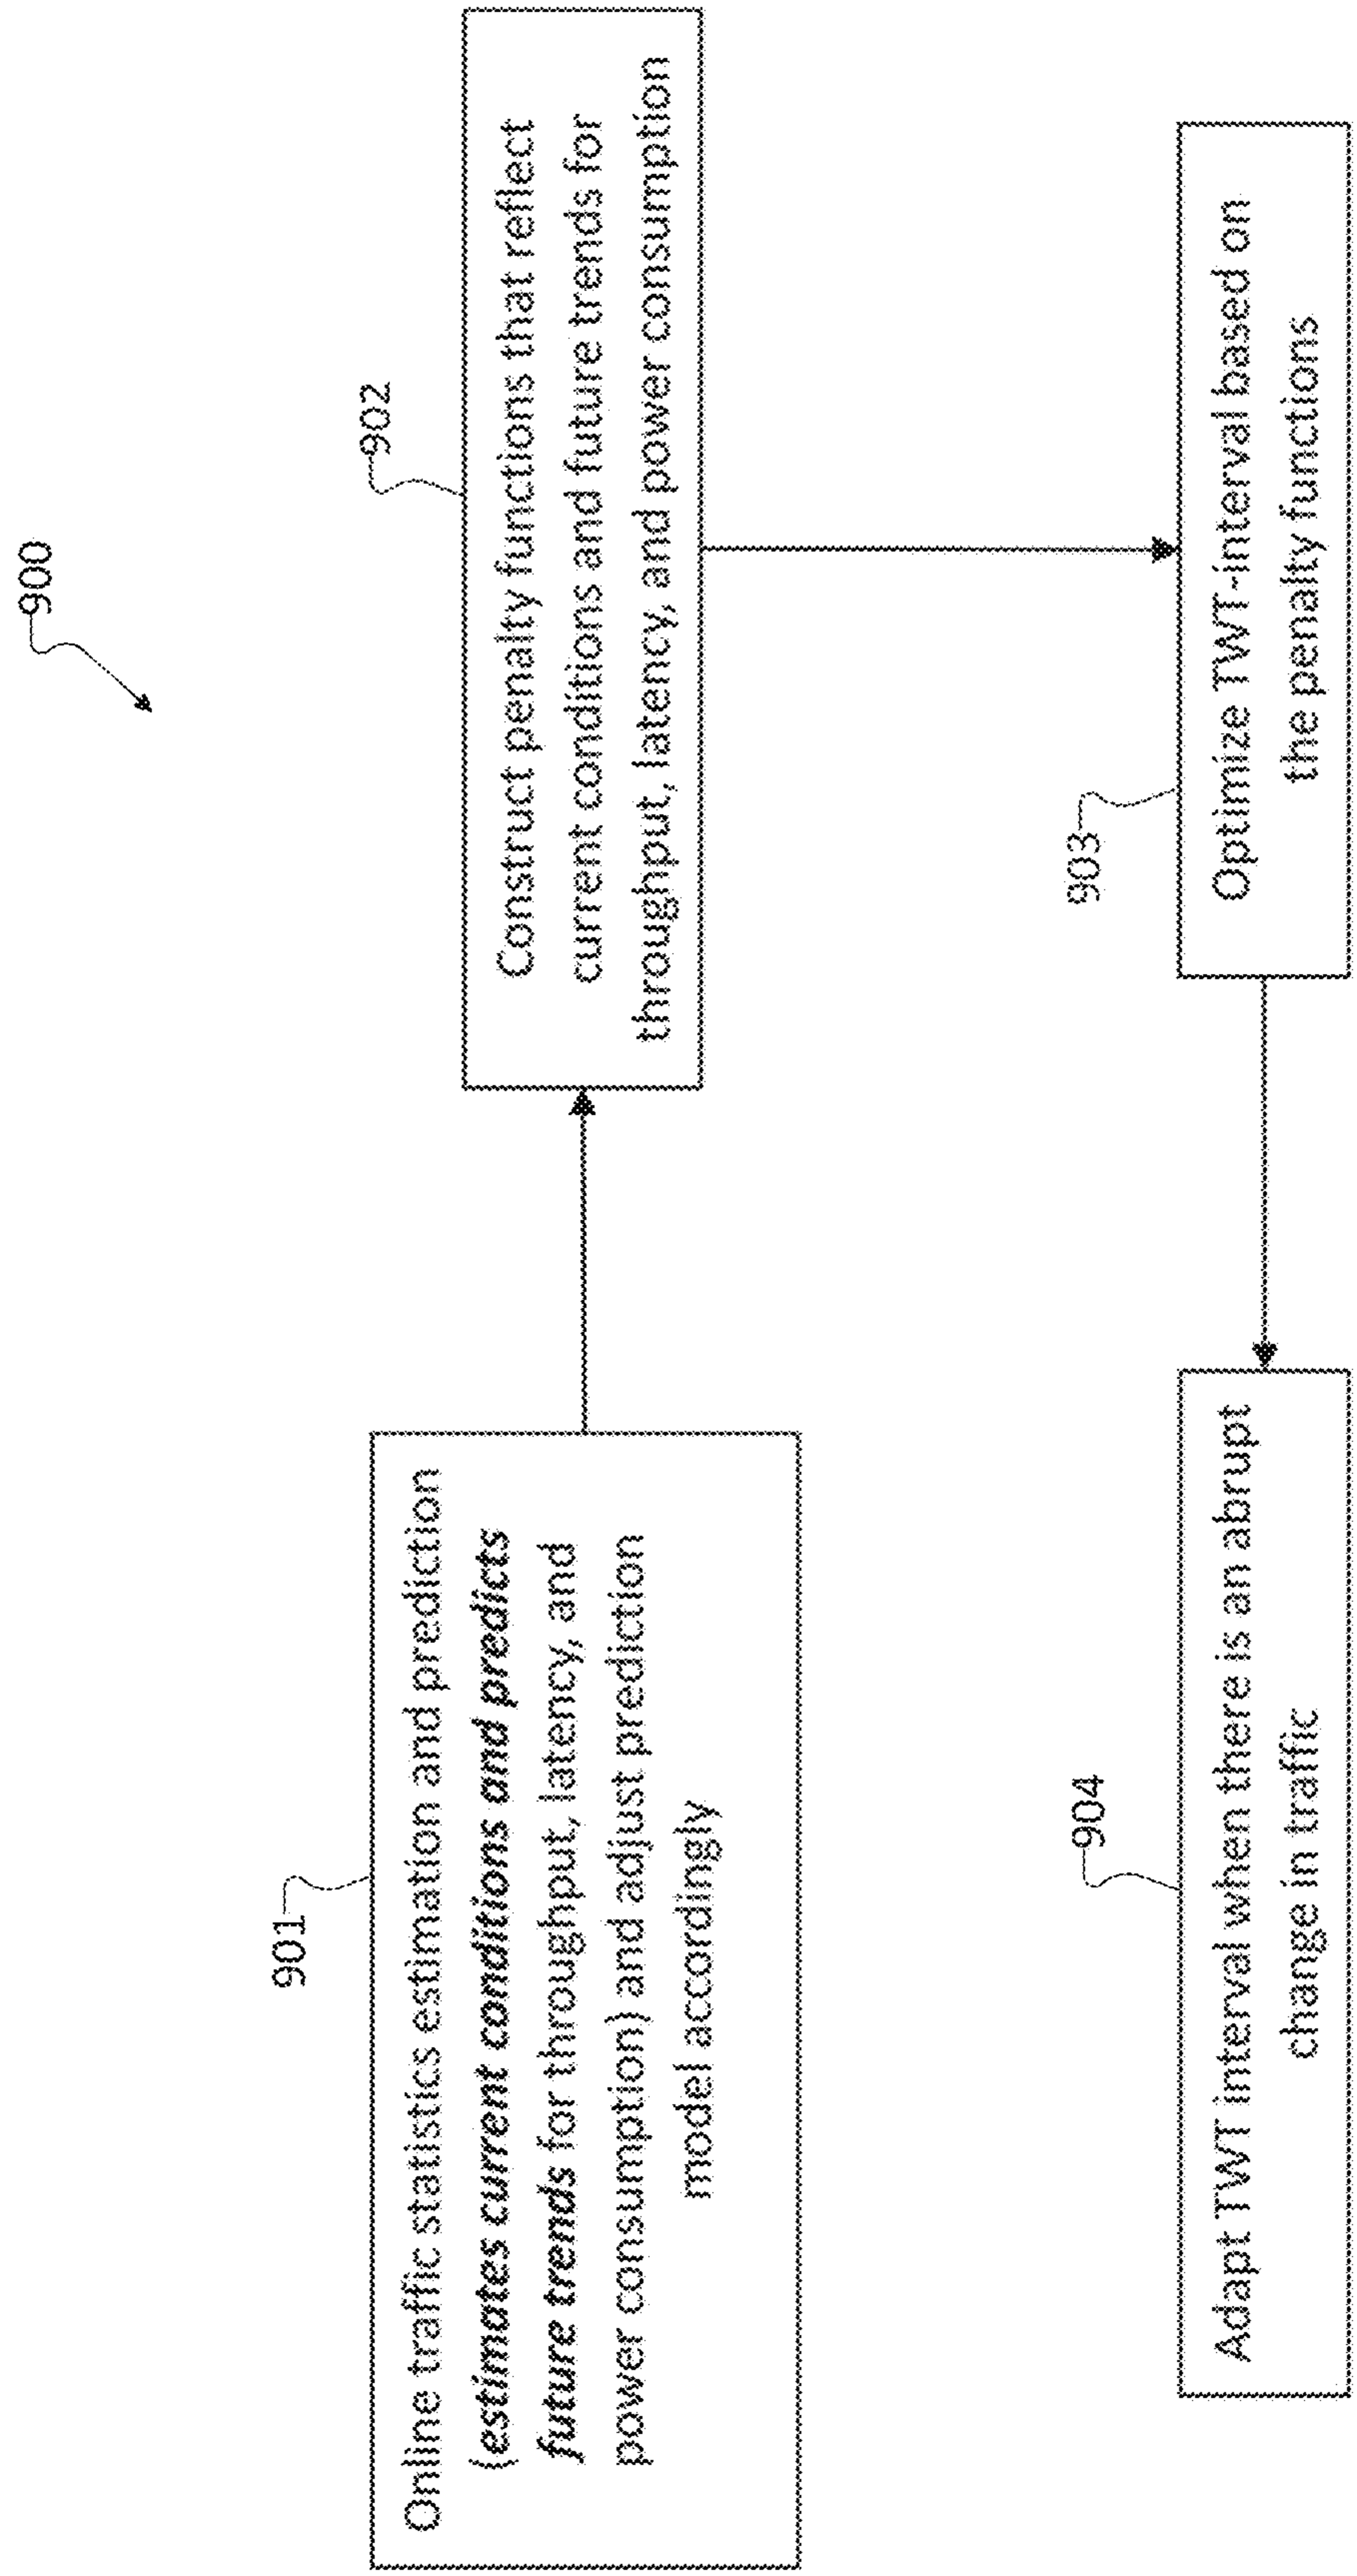 900
901
Online traffic statistics estimation and prediction
(estimates current conditions and predicts
future trends for throughput, latency, and
power consumption) and adjust prediction
model accordingly
902
Construct penalty functions that reflect
current conditions and future trends for
throughput, latency, and power consumption
903
Optimize TWT-interval based on
the penalty functions
904
Adapt TWT interval when there is an abrupt
change in traffic